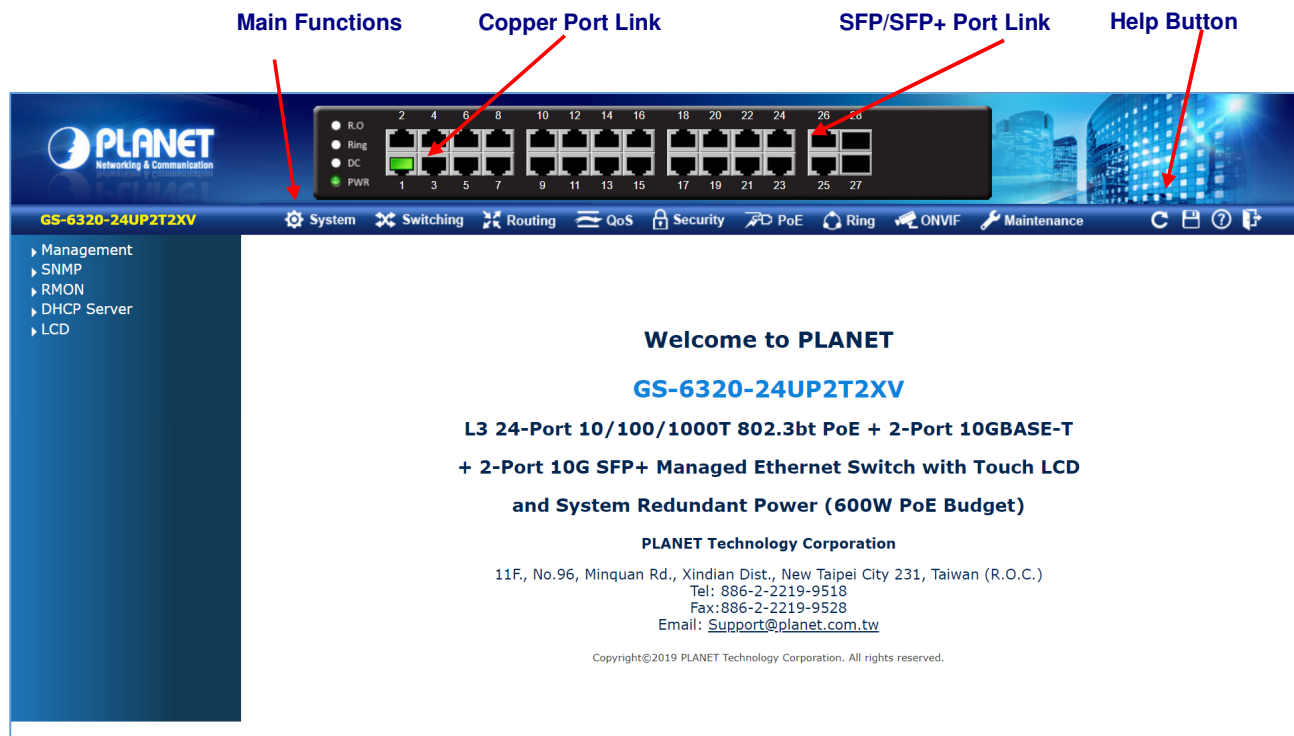 Main Functions Copper Port Link SFP/SFP+ Port Link Help Button
PLANET
Networking & Communication
R.O
Ring
DC
PWR
2 4 6 8 10 12 14 16 18 20 22 24 26 28
1 3 5 7 9 11 13 15 17 19 21 23 25 27
GS-6320-24UP2T2XV System Switching Routing QoS Security PoE Ring ONVIF Maintenance
Management
SNMP
RMON
DHCP Server
LCD
Welcome to PLANET
GS-6320-24UP2T2XV
L3 24-Port 10/100/1000T 802.3bt PoE + 2-Port 10GBASE-T
+ 2-Port 10G SFP+ Managed Ethernet Switch with Touch LCD
and System Redundant Power (600W PoE Budget)
PLANET Technology Corporation
11F., No.96, Minquan Rd., Xindian Dist., New Taipei City 231, Taiwan (R.O.C.)
Tel: 886-2-2219-9518
Fax:886-2-2219-9528
Email: Support@planet.com.tw
Copyright©2019 PLANET Technology Corporation. All rights reserved.